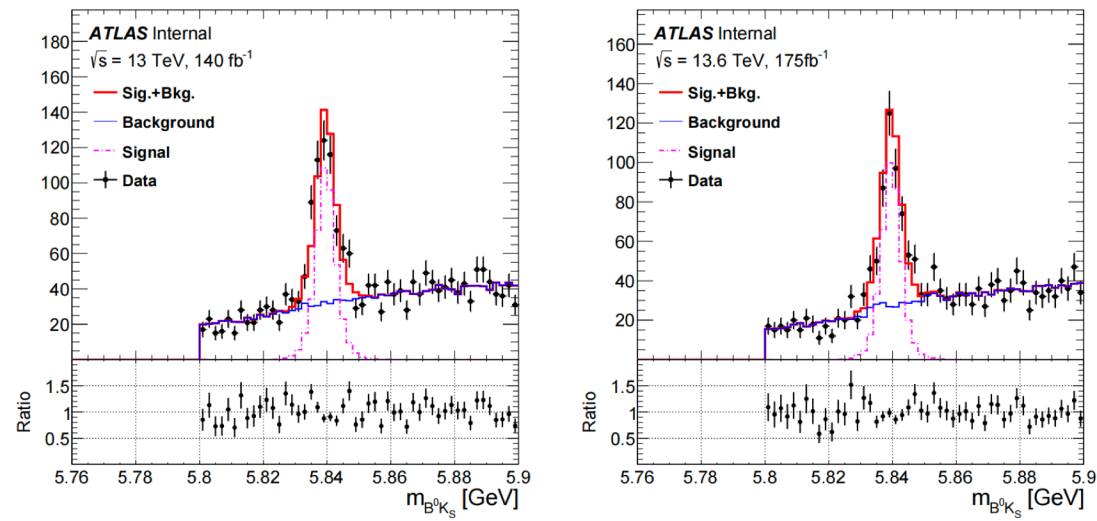 ATLAS Internal
√s = 13 TeV, 140 fb⁻¹
Sig.+Bkg.
Background
Signal
Data
180
160
140
120
100
80
60
40
20
Ratio
1.5
1
0.5
5.76 5.78 5.8 5.82 5.84 5.86 5.88 5.9
m_{B⁰K_S} [GeV]
ATLAS Internal
√s = 13.6 TeV, 175fb⁻¹
Sig.+Bkg.
Background
Signal
Data
160
140
120
100
80
60
40
20
Ratio
1.5
1
0.5
5.76 5.78 5.8 5.82 5.84 5.86 5.88 5.9
m_{B⁰K_S} [GeV]